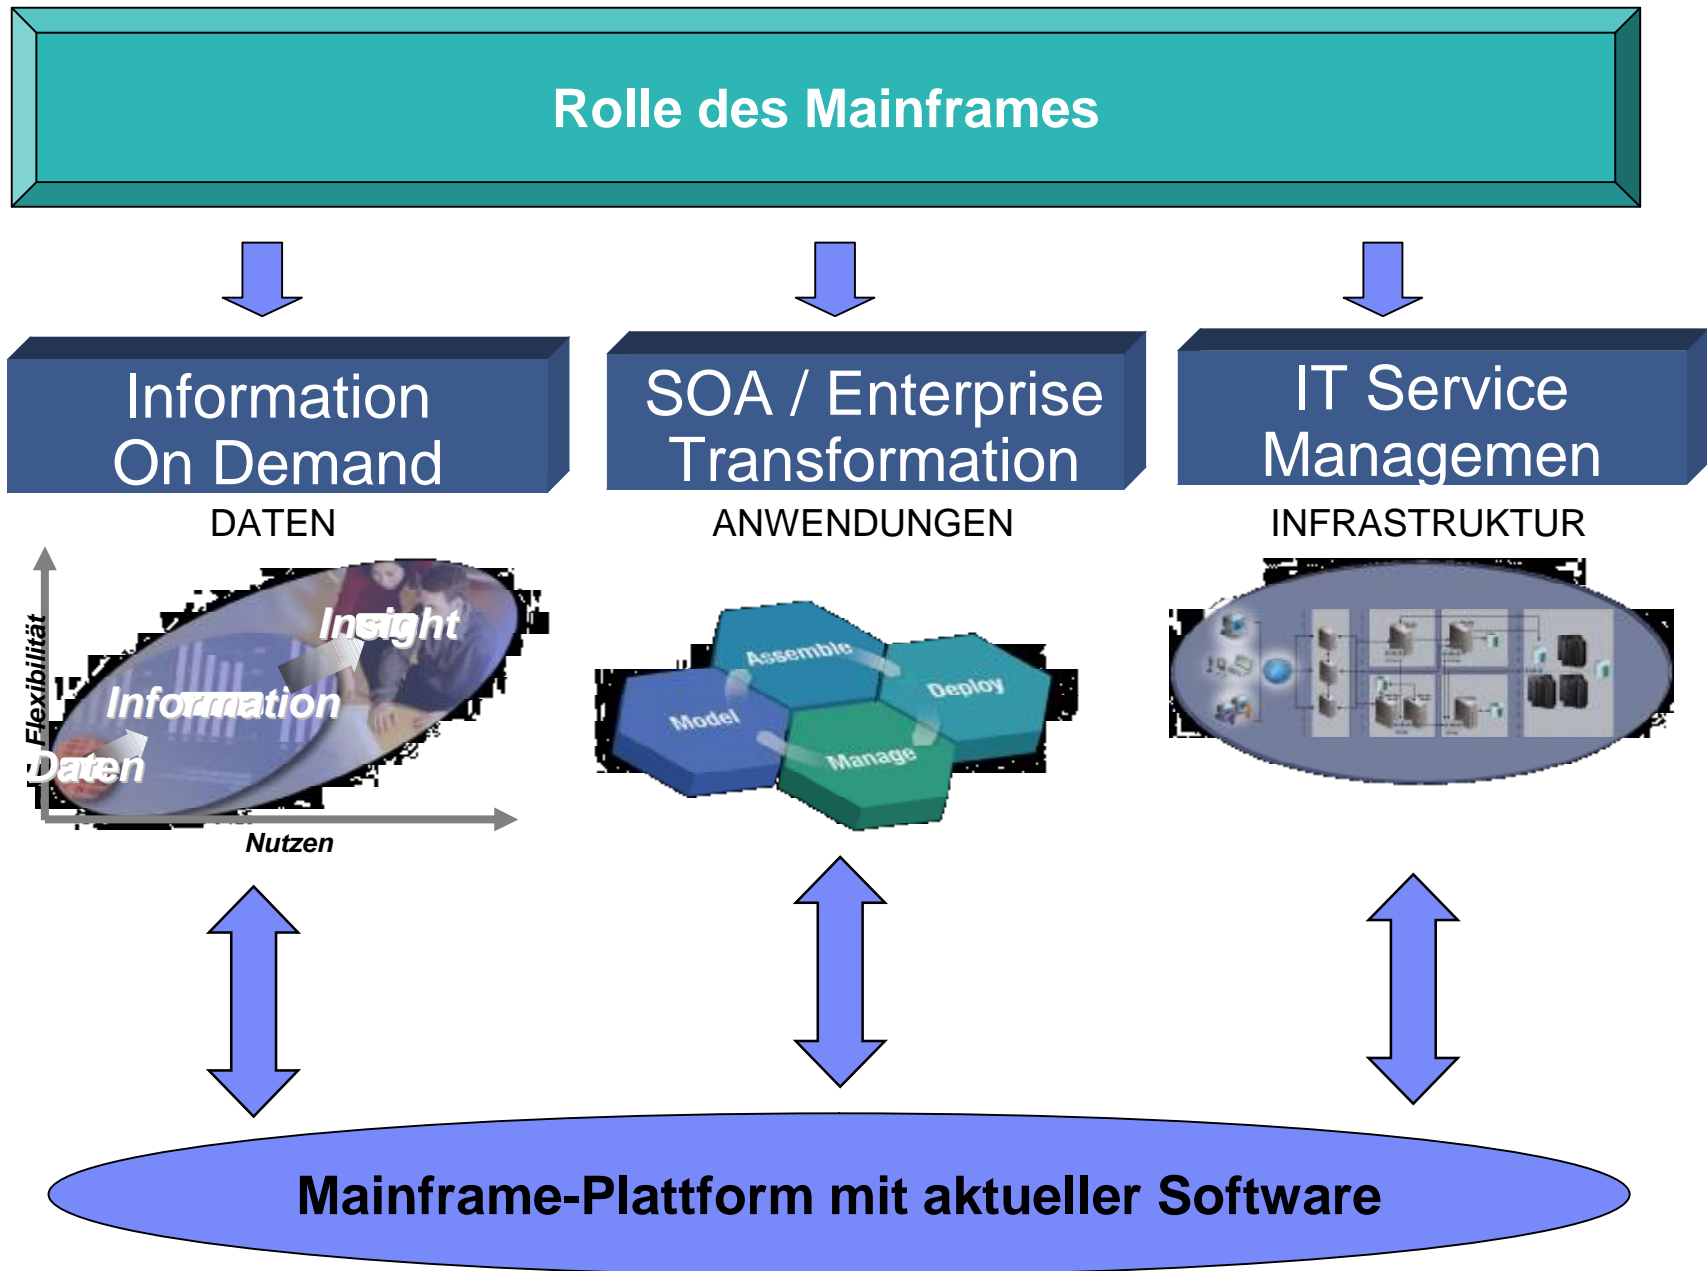 Rolle des Mainframes
Information
On Demand
SOA / Enterprise
Transformation
IT Service
Managemen
DATEN
ANWENDUNGEN
INFRASTRUKTUR
Flexibilität
Insight
Information
Daten
Nutzen
Assemble
Deploy
Model
Manage
Mainframe-Plattform mit aktueller Software